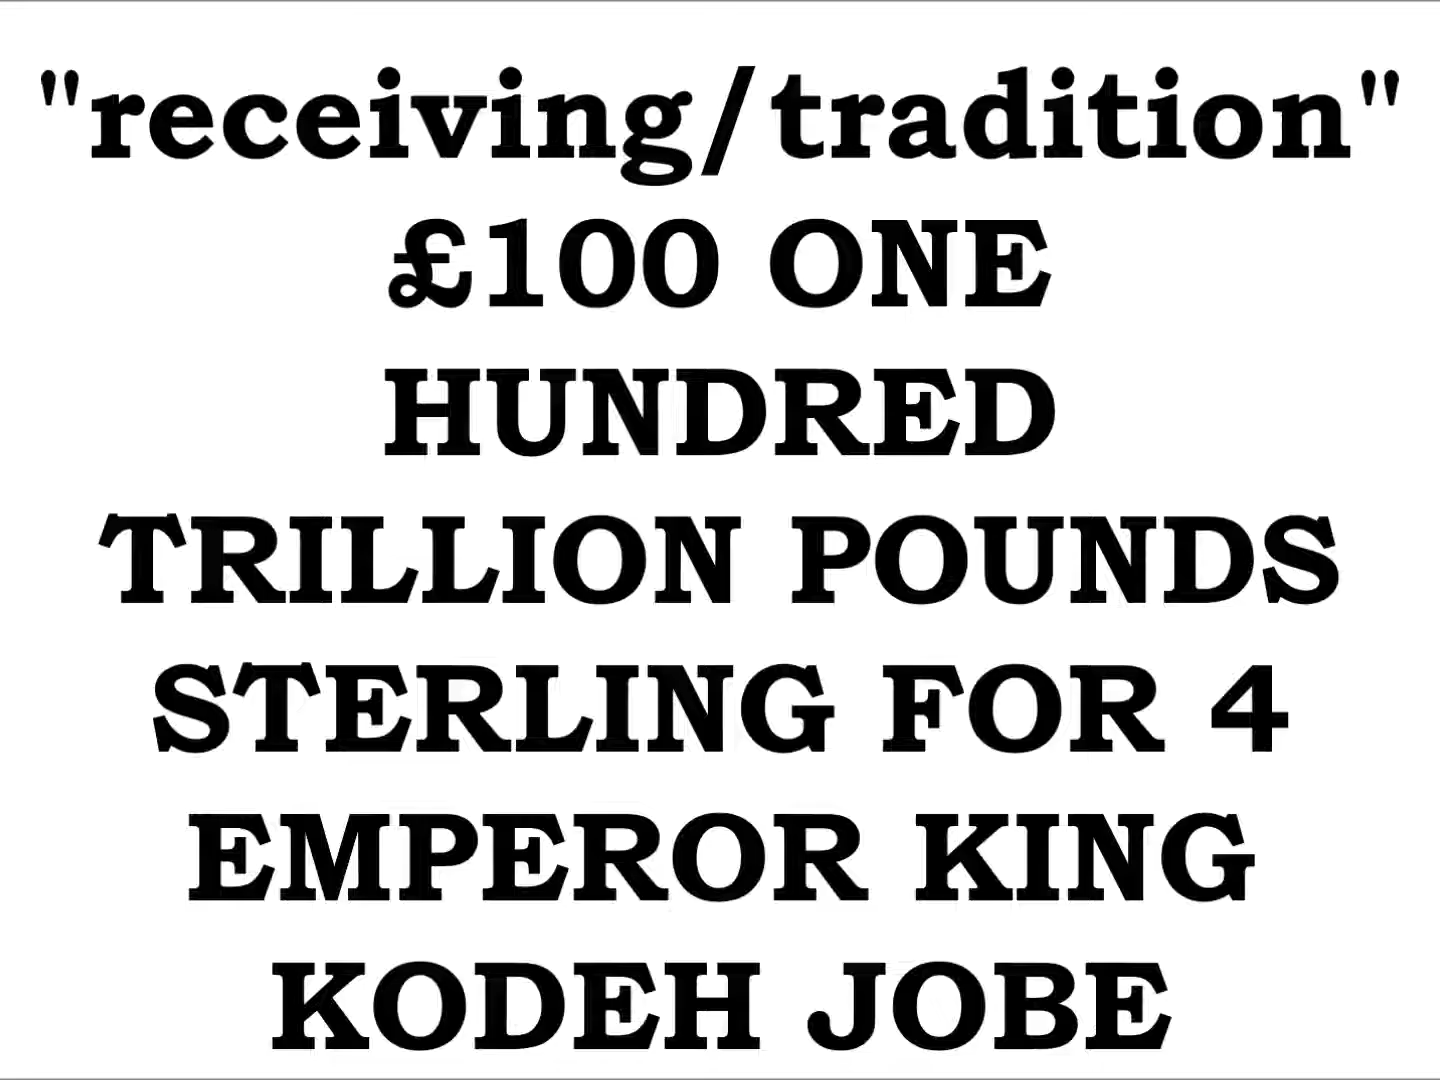 "receiving/tradition"
£100 ONE
HUNDRED
TRILLION POUNDS
STERLING FOR 4
EMPEROR KING
KODEH JOBE